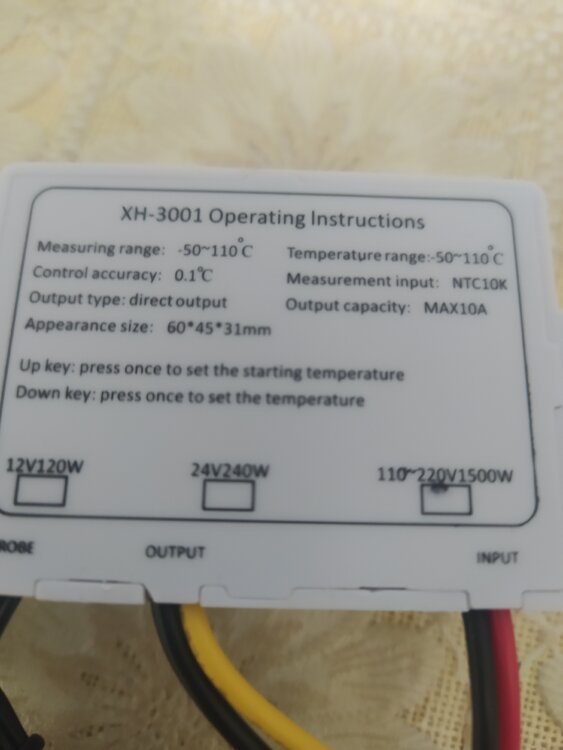 XH-3001 Operating Instructions
Measuring range: -50~110℃ Temperature range:-50~110℃
Control accuracy: 0.1℃ Measurement input: NTC10K
Output type: direct output Output capacity: MAX10A
Appearance size: 60*45*31mm
Up key: press once to set the starting temperature
Down key: press once to set the temperature
12V120W 24V240W 110~220V1500W
ROBE OUTPUT INPUT